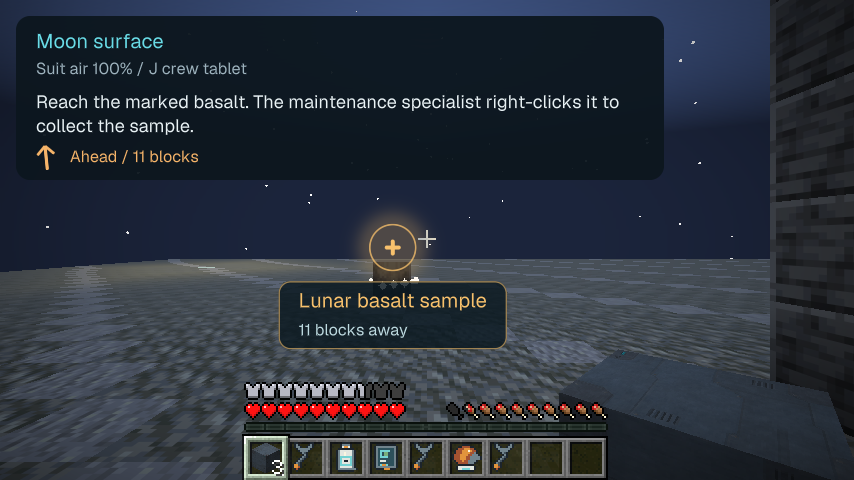 Moon surface
Suit air 100% / J crew tablet
Reach the marked basalt. The maintenance specialist right-clicks it to
collect the sample.
Ahead / 11 blocks
Lunar basalt sample
11 blocks away
3